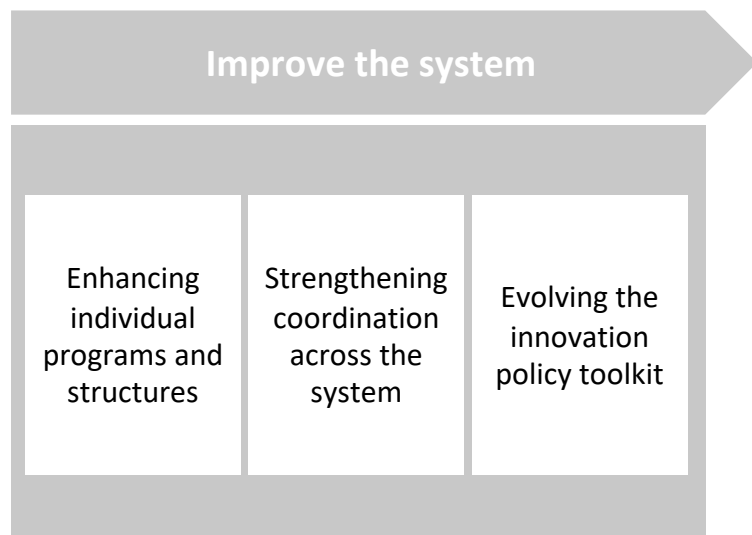 Improve the system
Enhancing
individual
programs and
structures
Strengthening
coordination
across the
system
Evolving the
innovation
policy toolkit